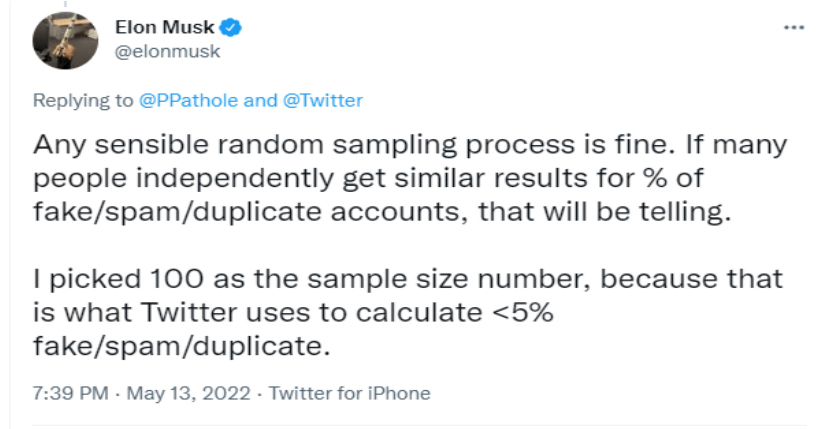 Elon Musk
@elonmusk
Replying to @PPathole and @Twitter
Any sensible random sampling process is fine. If many
people independently get similar results for % of
fake/spam/duplicate accounts, that will be telling.
I picked 100 as the sample size number, because that
is what Twitter uses to calculate <5%
fake/spam/duplicate.
7:39 PM · May 13, 2022 · Twitter for iPhone